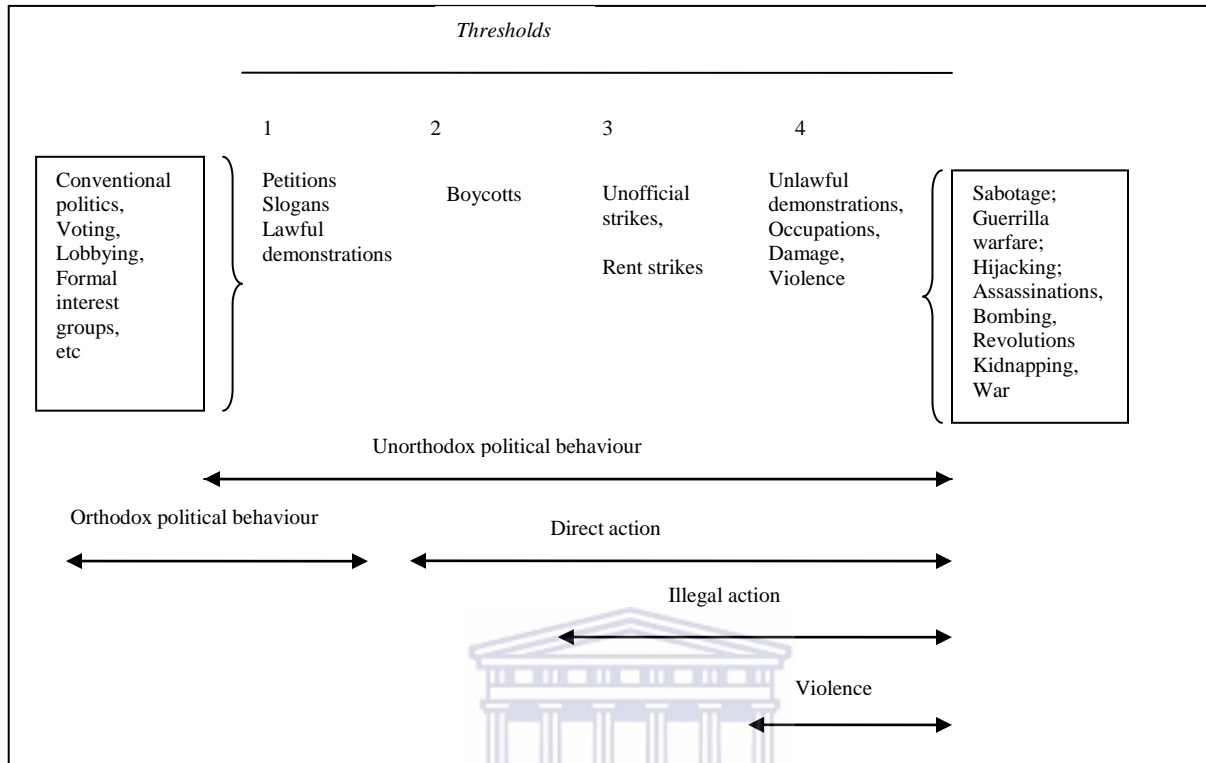 Thresholds
1
2
3
4
Conventional
politics,
Voting,
Lobbying,
Formal
interest
groups,
etc
Petitions
Slogans
Lawful
demonstrations
Boycotts
Unofficial
strikes,
Rent strikes
Unlawful
demonstrations,
Occupations,
Damage,
Violence
Sabotage;
Guerrilla
warfare;
Hijacking;
Assassinations,
Bombing,
Revolutions
Kidnapping,
War
Unorthodox political behaviour
Orthodox political behaviour
Direct action
Illegal action
Violence